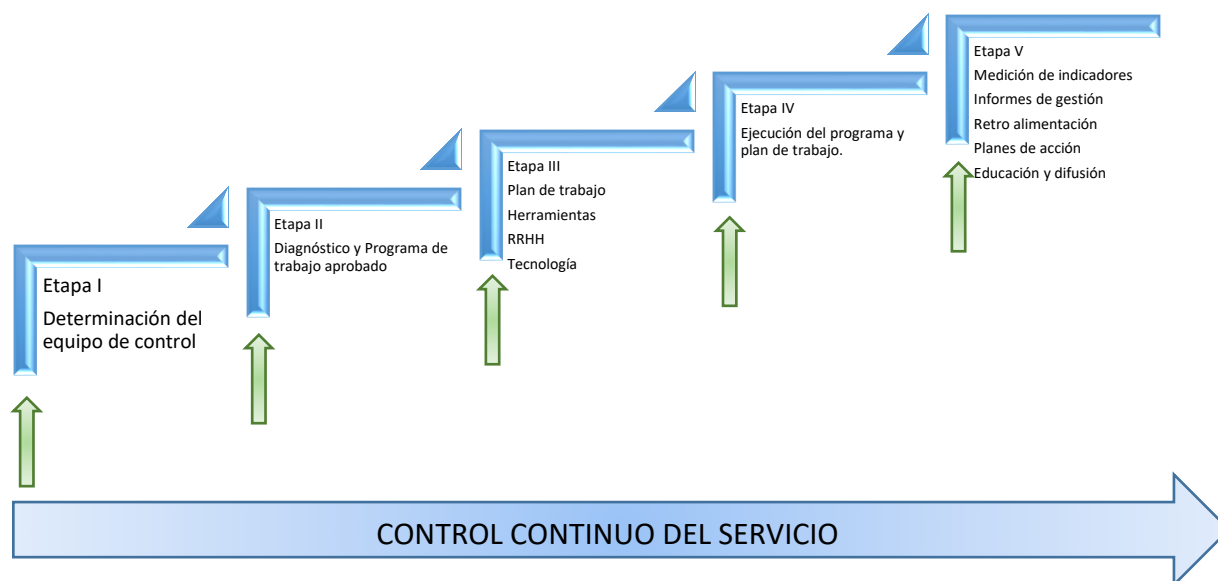 Etapa I
Determinación del
equipo de control
Etapa II
Diagnóstico y Programa de
trabajo aprobado
Etapa III
Plan de trabajo
Herramientas
RRHH
Tecnología
Etapa IV
Ejecución del programa y
plan de trabajo.
Etapa V
Medición de indicadores
Informes de gestión
Retro alimentación
Planes de acción
Educación y difusión
CONTROL CONTINUO DEL SERVICIO